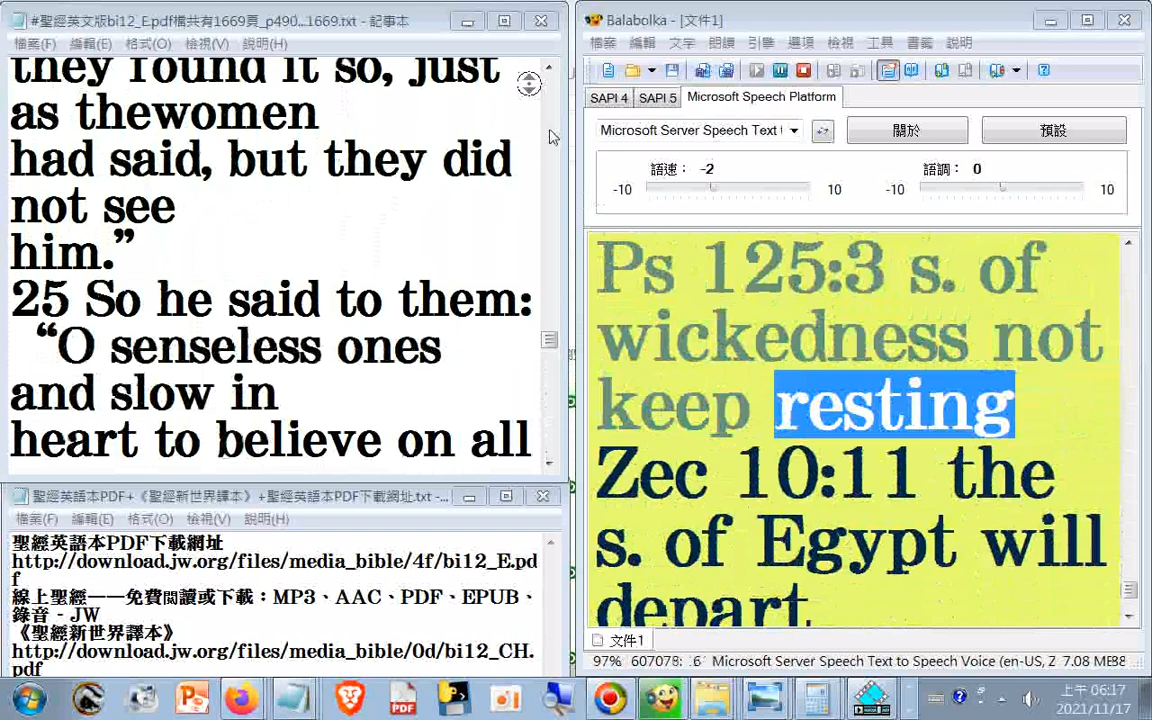 #聖經英文版bi12_E.pdf檔共有1669頁_p490...1669.txt - 記事本
檔案(F) 編輯(E) 格式(O) 檢視(V) 說明(H)
they found it so, just
as thewomen
had said, but they did
not see
him.”
25 So he said to them:
“O senseless ones
and slow in
heart to believe on all
聖經英語本PDF+《聖經新世界譯本》+聖經英語本PDF下載網址.txt -...
檔案(F) 編輯(E) 格式(O) 檢視(V) 說明(H)
聖經英語本PDF下載網址
http://download.jw.org/files/media_bible/4f/bi12_E.pd
f
線上聖經——免費閱讀或下載：MP3、AAC、PDF、EPUB、
錄音 - JW
《聖經新世界譯本》
http://download.jw.org/files/media_bible/0d/bi12_CH.
pdf
Balabolka - [文件1]
檔案 編輯 文字 朗讀 引擎 選項 檢視 工具 書籤 說明
SAPI 4 SAPI 5 Microsoft Speech Platform
Microsoft Server Speech Text 關於 預設
語速： -2 語調： 0
-10 10 -10 10
Ps 125:3 s. of
wickedness not
keep resting
Zec 10:11 the
s. of Egypt will
depart.
文件1
97% 607078: Microsoft Server Speech Text to Speech Voice (en-US, Z 7.08 MB
上午 06:17
2021/11/17